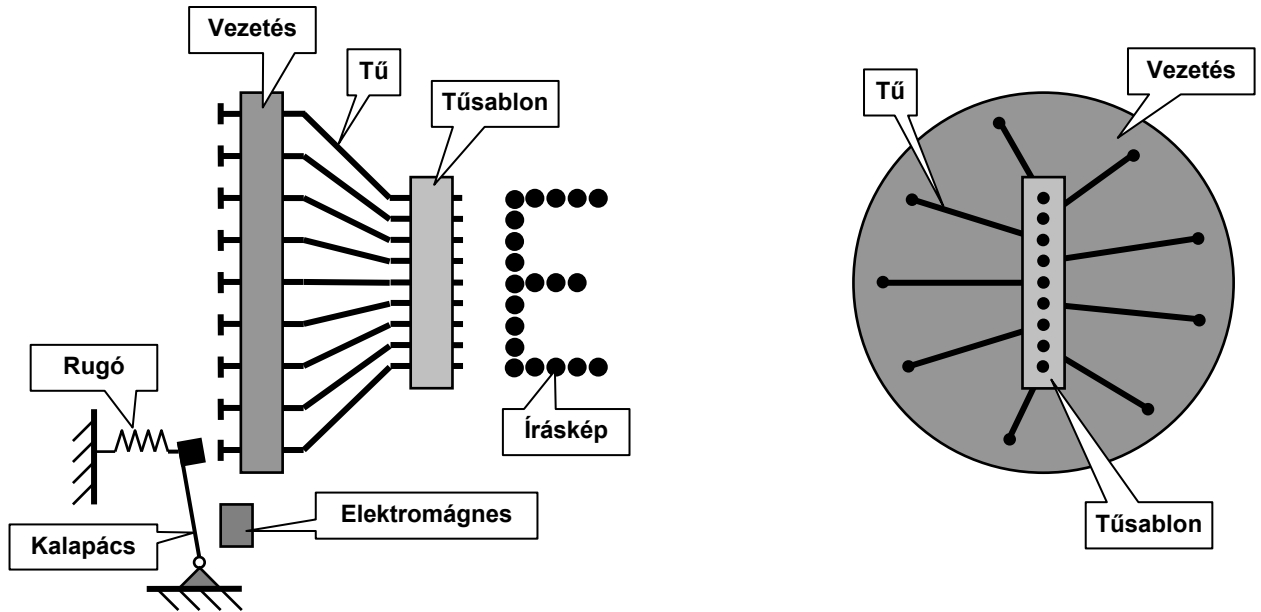 Vezetés
Tű
Tűsablon
Rugó
Íráskép
Elektromágnes
Kalapács
Vezetés
Tű
Tűsablon